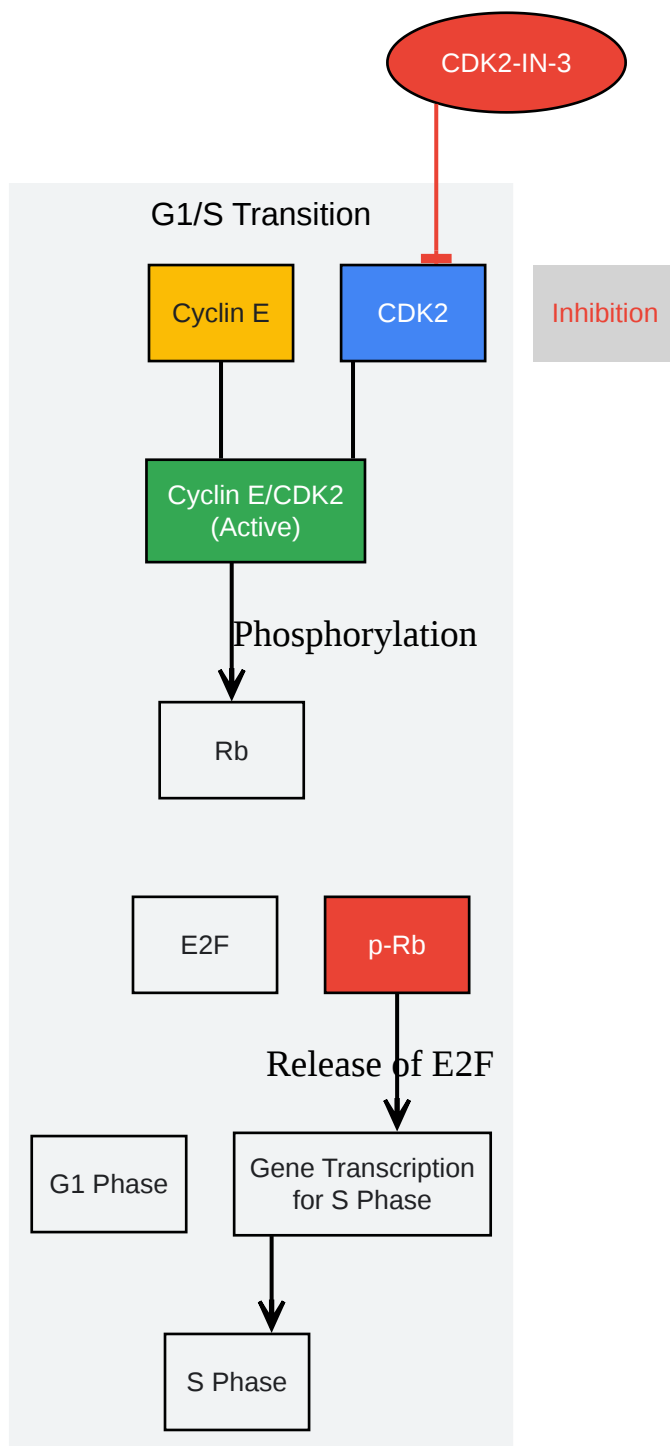 CDK2-IN-3
G1/S Transition
Cyclin E
CDK2
Inhibition
Cyclin E/CDK2
(Active)
Phosphorylation
Rb
E2F
p-Rb
Release of E2F
G1 Phase
Gene Transcription
for S Phase
S Phase